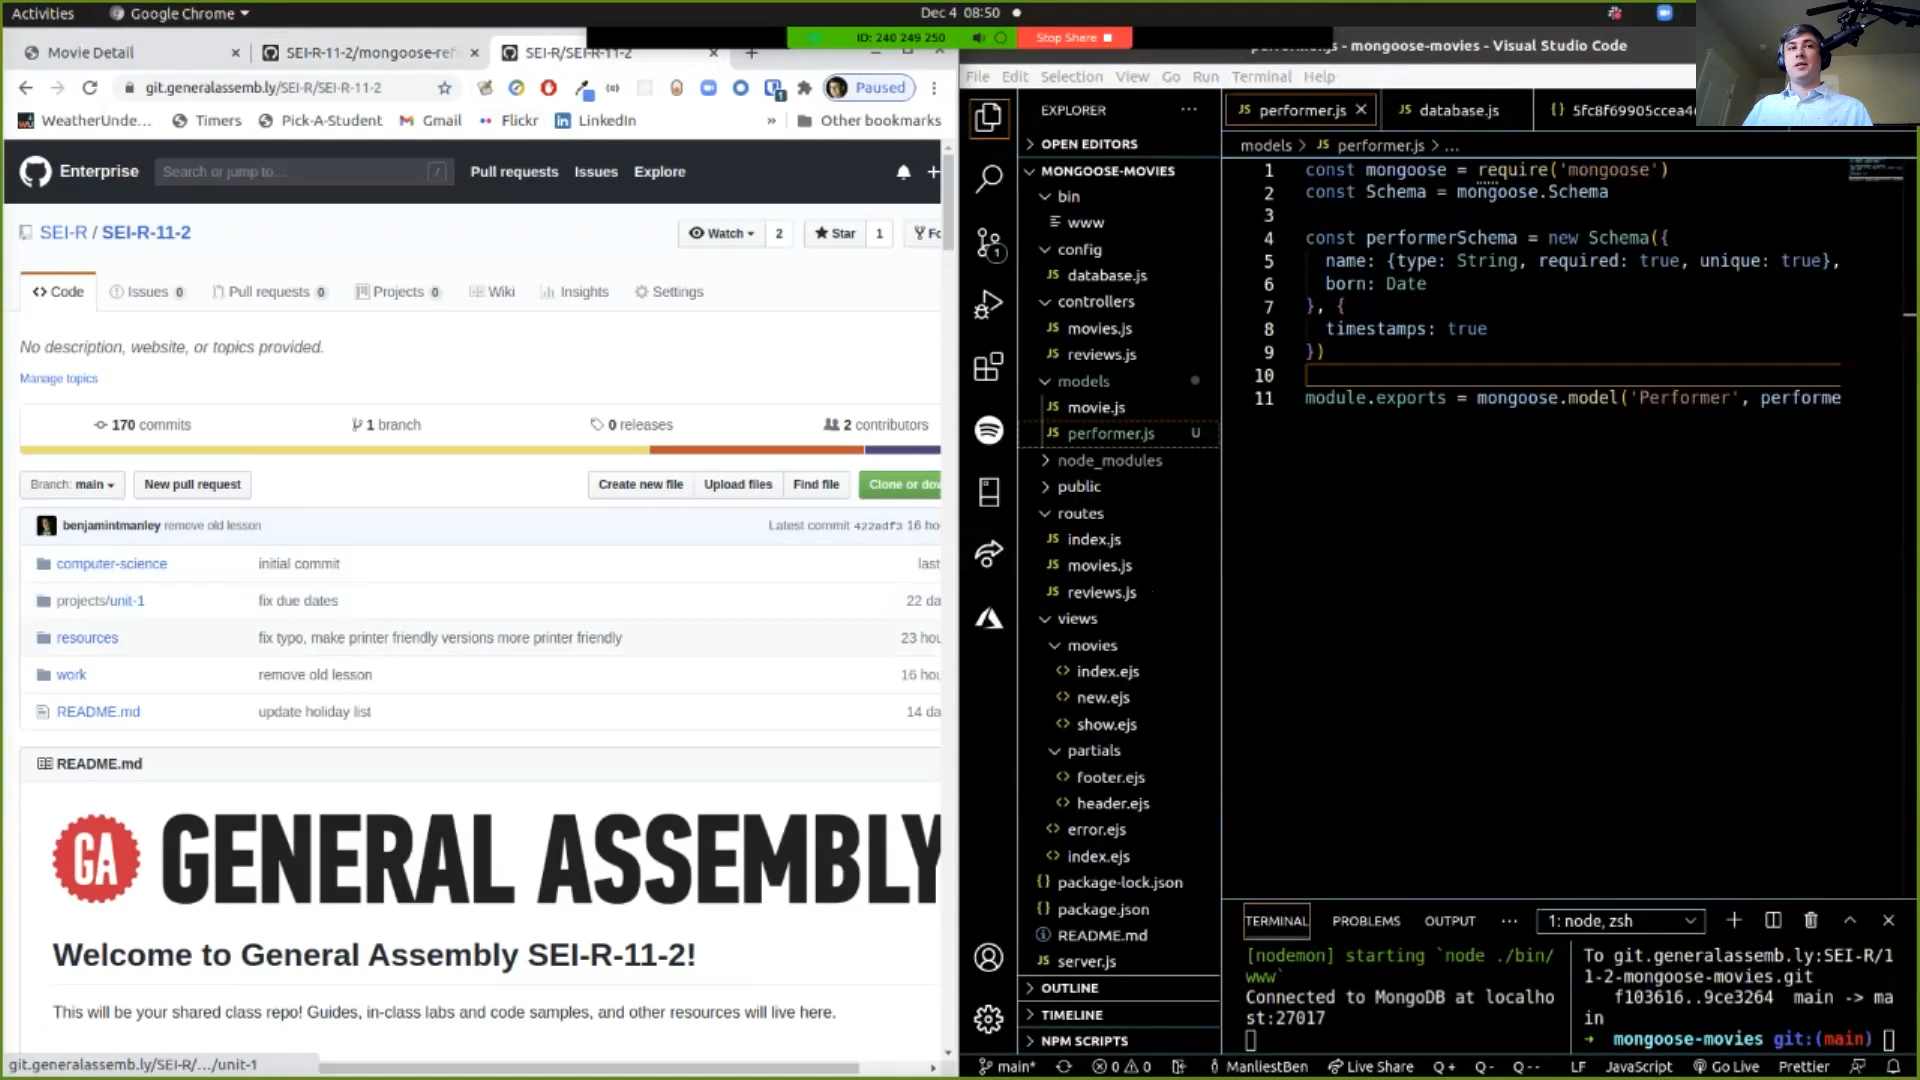 Activities
Google Chrome
Dec 4 08:50
ID: 240 249 250
Stop Share
Movie Detail
SEI-R-11-2/mongoose-ref
SEI-R/SEI-R-11-2
git.generalassemb.ly/SEI-R/SEI-R-11-2
Paused
WeatherUnde...
Timers
Pick-A-Student
Gmail
Flickr
LinkedIn
»
Other bookmarks
Enterprise
Search or jump to...
/
Pull requests
Issues
Explore
SEI-R / SEI-R-11-2
Watch
2
Star
1
Fo
Code
Issues 0
Pull requests 0
Projects 0
Wiki
Insights
Settings
No description, website, or topics provided.
Manage topics
170 commits
1 branch
0 releases
2 contributors
Branch: main
New pull request
Create new file
Upload files
Find file
Clone or dow
benjamintmanley remove old lesson
Latest commit 422adf3 16 ho
computer-science
initial commit
last
projects/unit-1
fix due dates
22 da
resources
fix typo, make printer friendly versions more printer friendly
23 hou
work
remove old lesson
16 hou
README.md
update holiday list
14 da
README.md
GA GENERAL ASSEMBLY
Welcome to General Assembly SEI-R-11-2!
This will be your shared class repo! Guides, in-class labs and code samples, and other resources will live here.
git.generalassemb.ly/SEI-R/.../unit-1
- mongoose-movies - Visual Studio Code
File Edit Selection View Go Run Terminal Help
EXPLORER
OPEN EDITORS
MONGOOSE-MOVIES
bin
www
config
JS database.js
controllers
JS movies.js
JS reviews.js
models
JS movie.js
JS performer.js U
node_modules
public
routes
JS index.js
JS movies.js
JS reviews.js
views
movies
<> index.ejs
<> new.ejs
<> show.ejs
partials
<> footer.ejs
<> header.ejs
<> error.ejs
<> index.ejs
{} package-lock.json
{} package.json
README.md
JS server.js
OUTLINE
TIMELINE
NPM SCRIPTS
JS performer.js
JS database.js
{} 5fc8f69905ccea4
models > JS performer.js > ...
1 const mongoose = require('mongoose')
2 const Schema = mongoose.Schema
3
4 const performerSchema = new Schema({
5 name: {type: String, required: true, unique: true},
6 born: Date
7 }, {
8 timestamps: true
9 })
10
11 module.exports = mongoose.model('Performer', performe
TERMINAL
PROBLEMS
OUTPUT
1: node, zsh
[nodemon] starting `node ./bin/
www`
Connected to MongoDB at localho
st:27017
To git.generalassemb.ly:SEI-R/1
1-2-mongoose-movies.git
f103616..9ce3264 main -> ma
in
→ mongoose-movies git:(main)
main*
0
0
ManliestBen
Live Share
Q+
Q-
Q--
LF
JavaScript
Go Live
Prettier